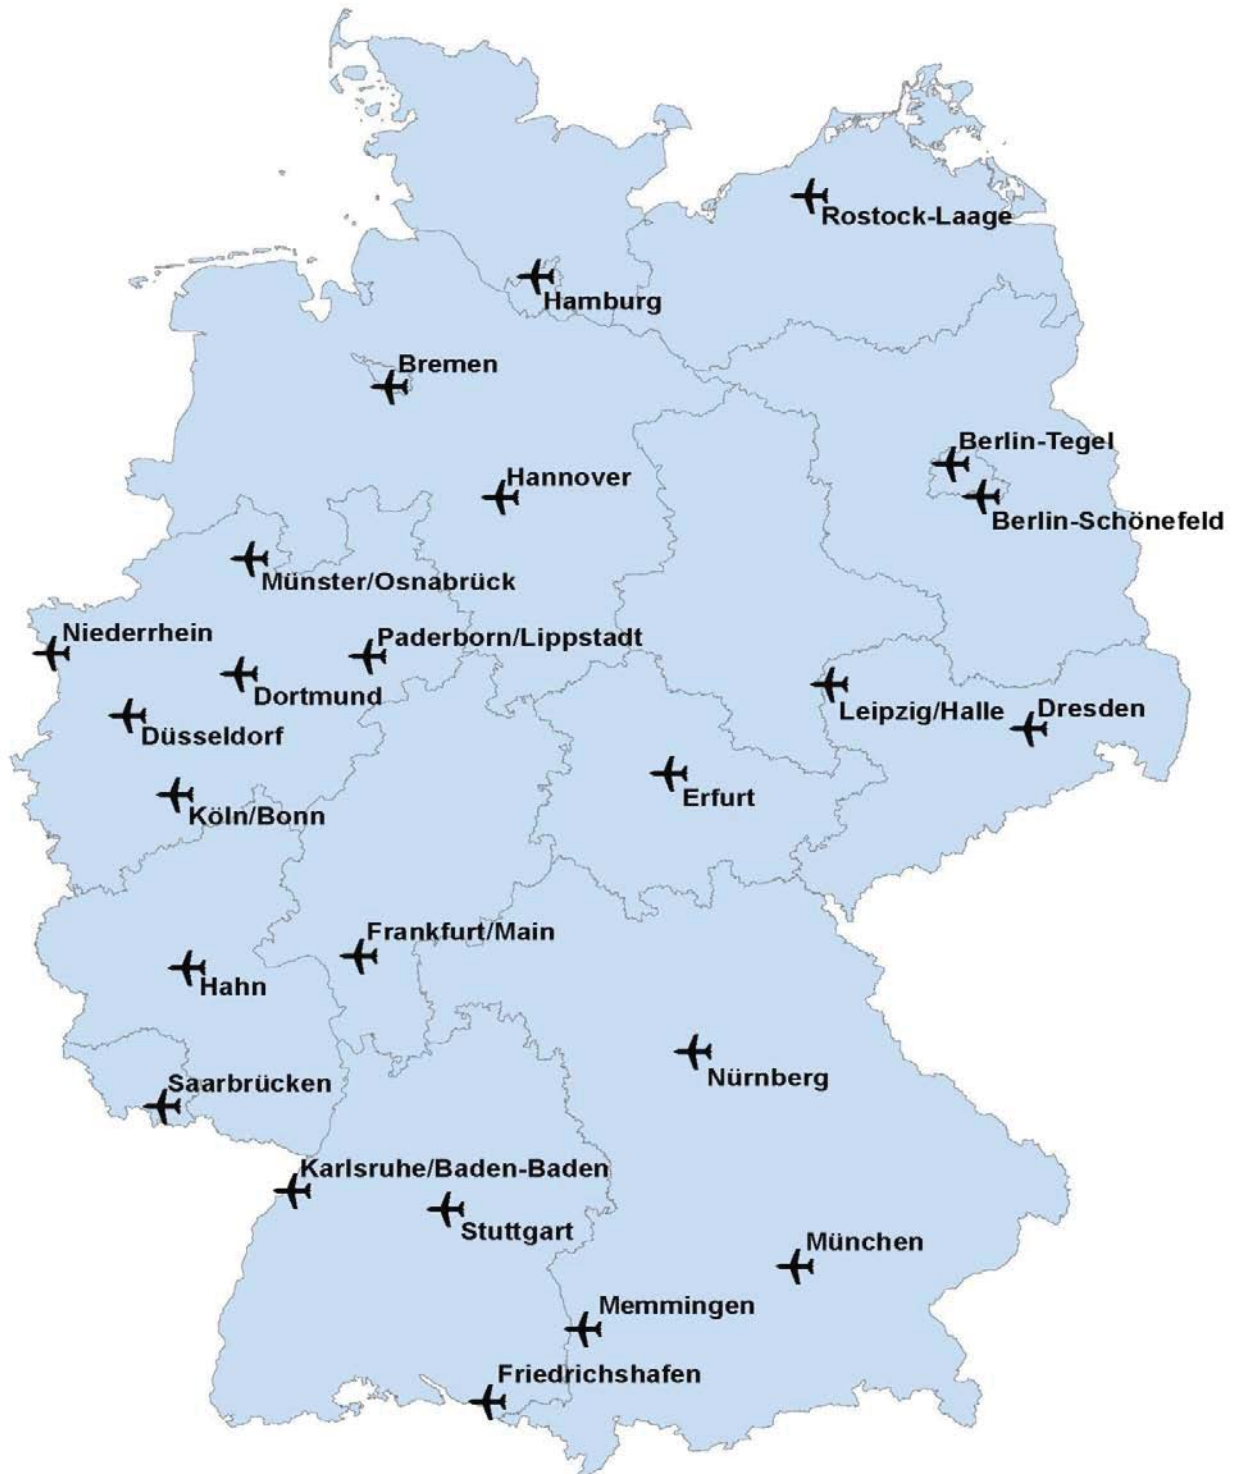 Rostock-Laage
Hamburg
Bremen
Berlin-Tegel
Hannover
Berlin-Schönefeld
Münster/Osnabrück
Niederrhein
Paderborn/Lippstadt
Dortmund
Leipzig/Halle
Dresden
Düsseldorf
Erfurt
Köln/Bonn
Frankfurt/Main
Hahn
Nürnberg
Saarbrücken
Karlsruhe/Baden-Baden
Stuttgart
München
Memmingen
Friedrichshafen